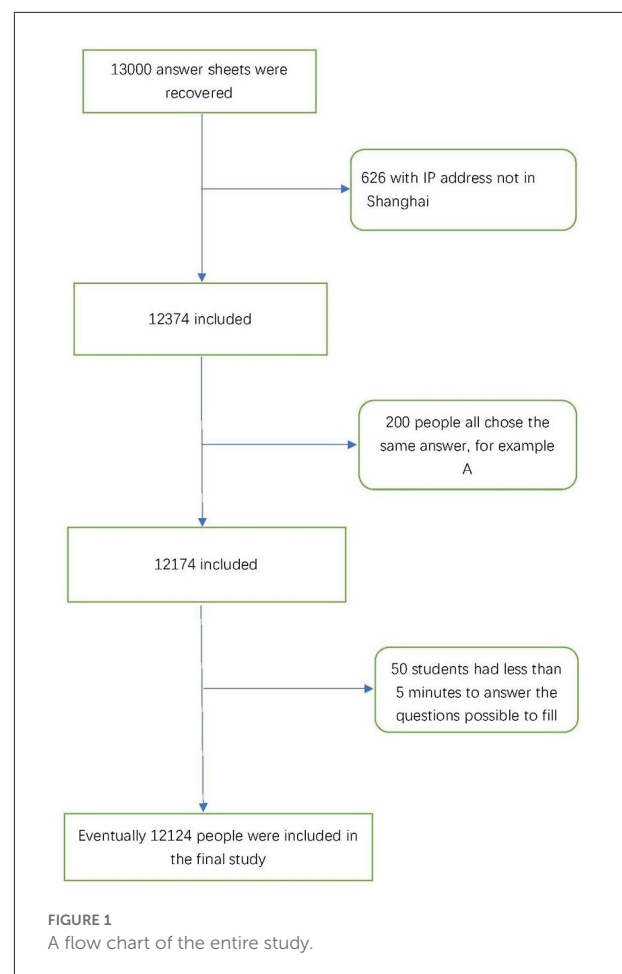 13000 answer sheets were
recovered
626 with IP address not in
Shanghai
12374 included
200 people all chose the
same answer, for example
A
12174 included
50 students had less than
5 minutes to answer the
questions possible to fill
Eventually 12124 people were included in
the final study
FIGURE 1
A flow chart of the entire study.